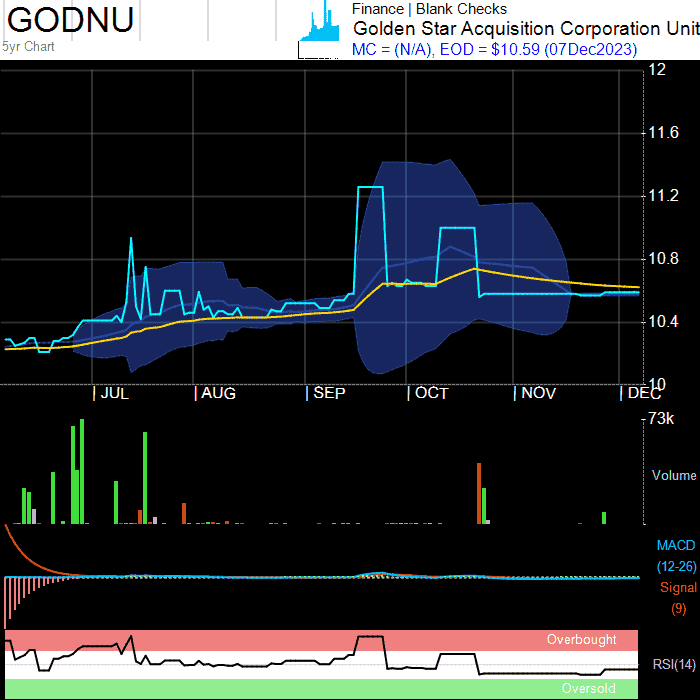 GODNU
5yr Chart
Finance | Blank Checks
Golden Star Acquisition Corporation Unit
MC = (N/A), EOD = $10.59 (07Dec2023)
12
11.6
11.2
10.8
10.4
10
| JUL | AUG | SEP | OCT | NOV | DEC
73k
Volume
MACD
(12-26)
Signal
(9)
Overbought
RSI(14)
Oversold